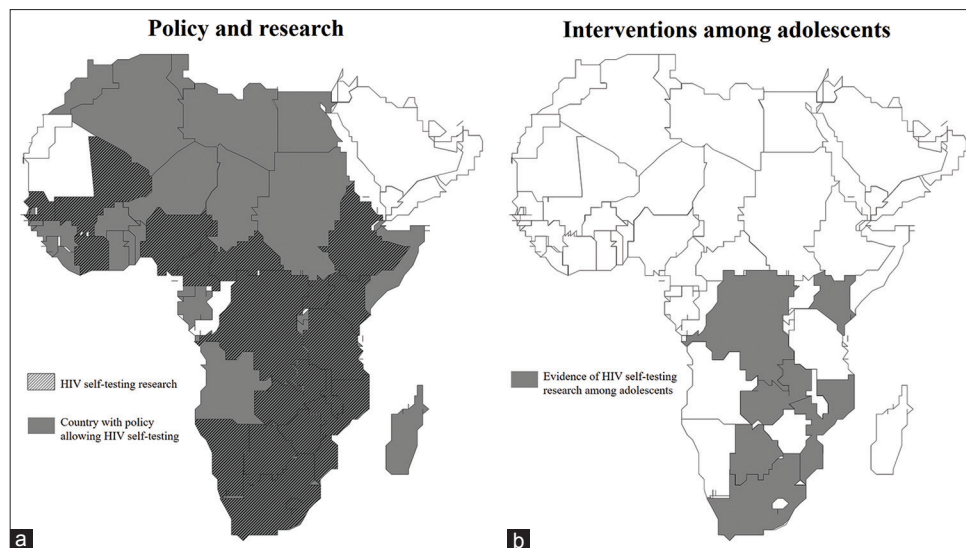 Policy and research
Interventions among adolescents
HIV self-testing research
Country with policy
allowing HIV self-testing
Evidence of HIV self-testing
research among adolescents
a
b